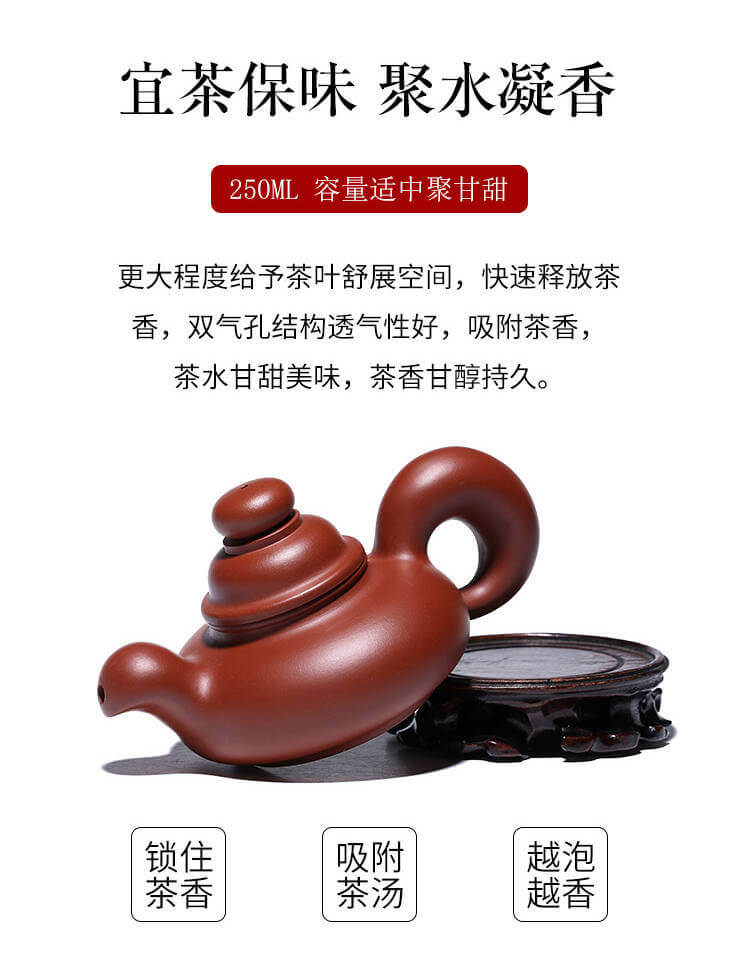 宜茶保味 聚水凝香
250ML 容量适中聚甘甜
更大程度给予茶叶舒展空间，快速释放茶
香，双气孔结构透气性好，吸附茶香，
茶水甘甜美味，茶香甘醇持久。
锁住
茶香
吸附
茶汤
越泡
越香